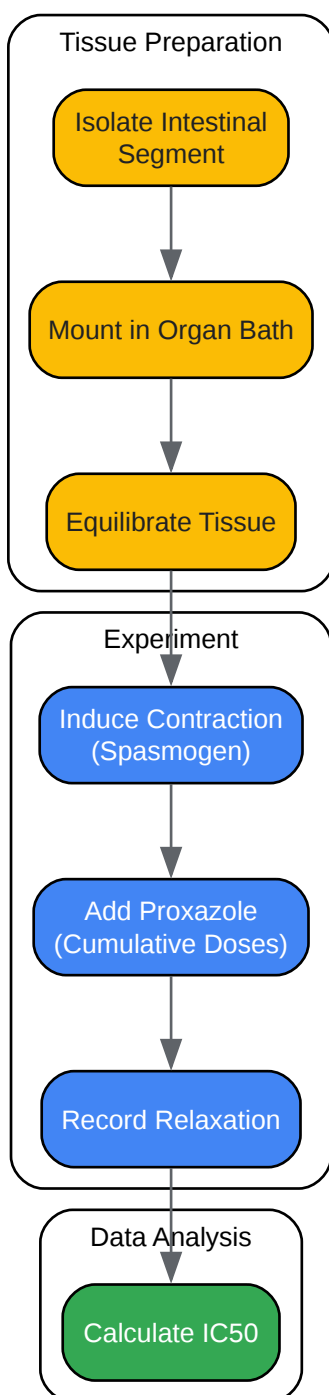 Tissue Preparation
Isolate Intestinal
Segment
Mount in Organ Bath
Equilibrate Tissue
Experiment
Induce Contraction
(Spasmogen)
Add Proxazole
(Cumulative Doses)
Record Relaxation
Data Analysis
Calculate IC50